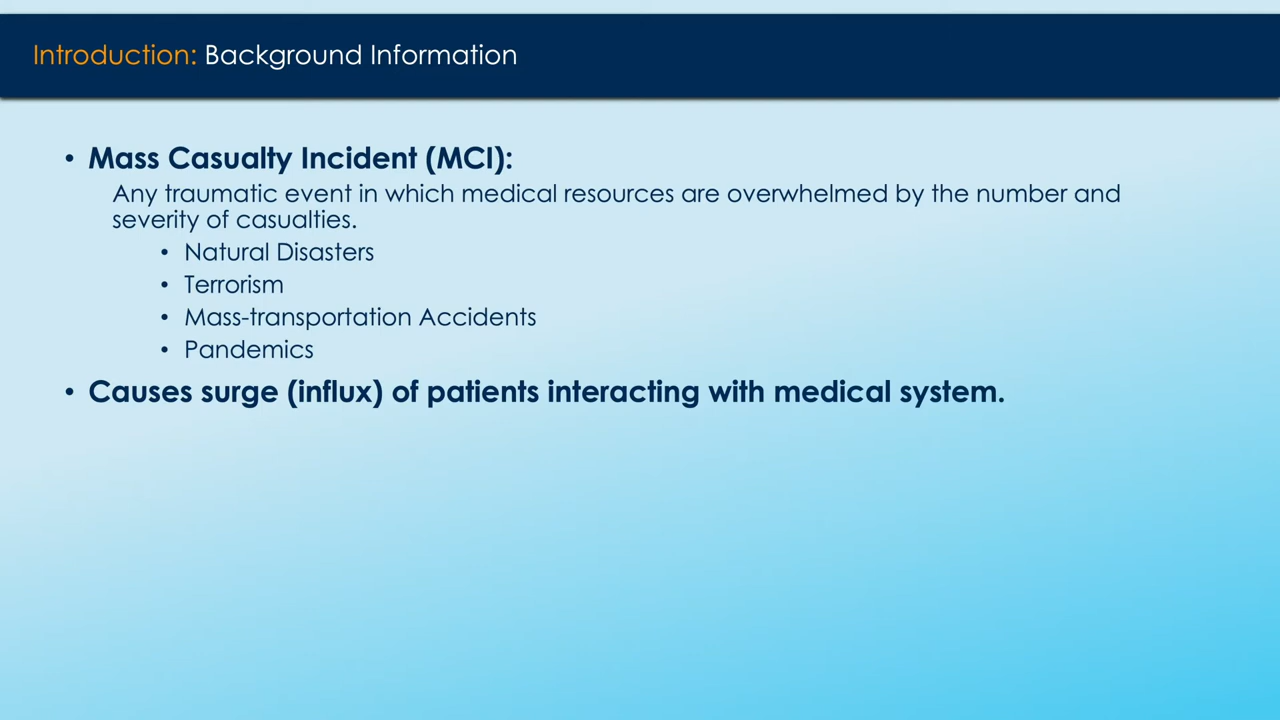 Introduction: Background Information
• Mass Casualty Incident (MCI):
Any traumatic event in which medical resources are overwhelmed by the number and
severity of casualties.
• Natural Disasters
• Terrorism
• Mass-transportation Accidents
• Pandemics
• Causes surge (influx) of patients interacting with medical system.